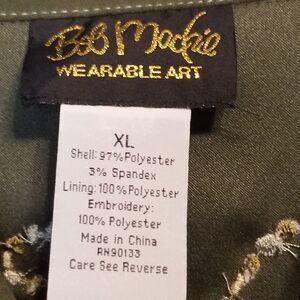 Bob Mackie
WEARABLE ART
XL
Shell: 97% Polyester
3% Spandex
Lining: 100% Polyester
Embroidery:
100% Polyester
Made in China
RN90133
Care See Reverse